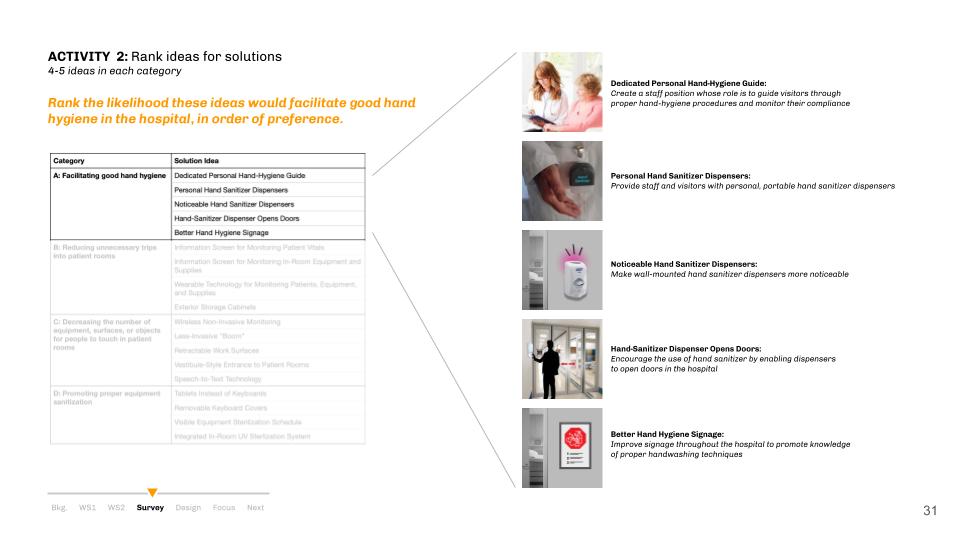 ACTIVITY 2: Rank ideas for solutions
4-5 ideas in each category
Rank the likelihood these ideas would facilitate good hand
hygiene in the hospital, in order of preference.
Category
Solution Idea
A: Facilitating good hand hygiene
Dedicated Personal Hand-Hygiene Guide
Personal Hand Sanitizer Dispensers
Noticeable Hand Sanitizer Dispensers
Hand-Sanitizer Dispenser Opens Doors
Better Hand Hygiene Signage
B: Reducing unnecessary trips
into patient rooms
Information Screen for Monitoring Patient Vitals
Information Screen for Monitoring In-Room Equipment and
Supplies
Wearable Technology for Monitoring Patients, Equipment,
and Supplies
Exterior Storage Cabinets
C: Decreasing the number of
equipment, surfaces, or objects
for people to touch in patient
rooms
Wireless Non-Invasive Monitoring
Less-Invasive "Boom"
Retractable Work Surfaces
Vestibule-Style Entrance to Patient Rooms
Speech-to-Text Technology
D: Promoting proper equipment
sanitization
Tablets Instead of Keyboards
Removable Keyboard Covers
Visible Equipment Sterilization Schedule
Integrated In-Room UV Sterilization System
Dedicated Personal Hand-Hygiene Guide:
Create a staff position whose role is to guide visitors through
proper hand-hygiene procedures and monitor their compliance
Personal Hand Sanitizer Dispensers:
Provide staff and visitors with personal, portable hand sanitizer dispensers
Noticeable Hand Sanitizer Dispensers:
Make wall-mounted hand sanitizer dispensers more noticeable
Hand-Sanitizer Dispenser Opens Doors:
Encourage the use of hand sanitizer by enabling dispensers
to open doors in the hospital
Better Hand Hygiene Signage:
Improve signage throughout the hospital to promote knowledge
of proper handwashing techniques
Bkg. WS1 WS2 Survey Design Focus Next
31